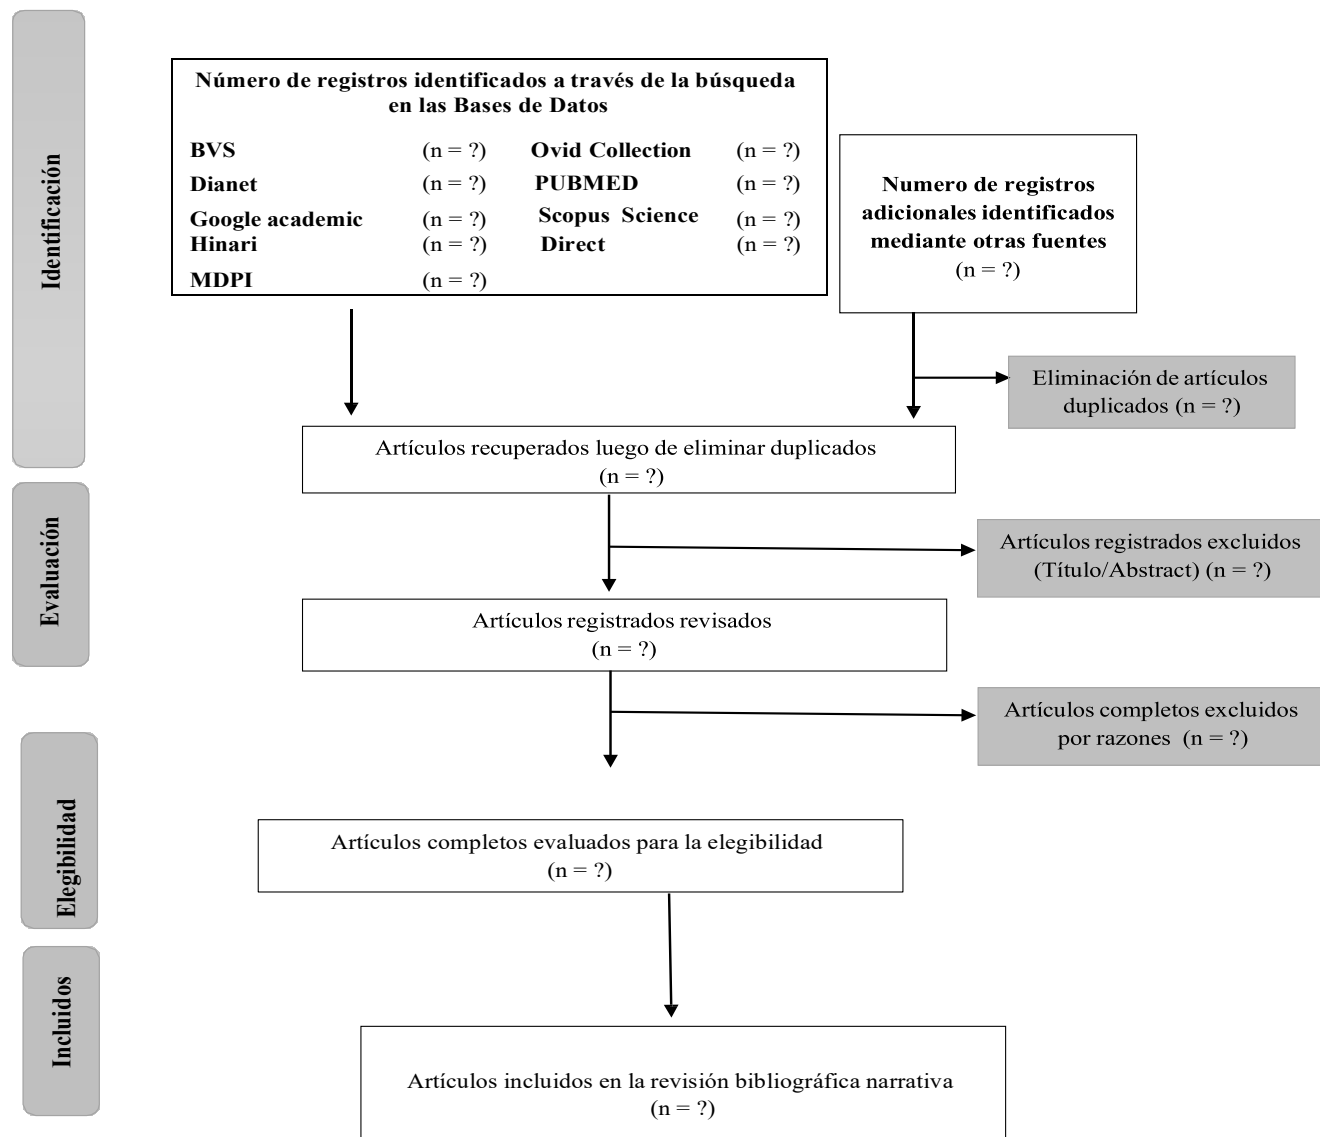 Identificación
Número de registros identificados a través de la búsqueda
en las Bases de Datos
BVS (n = ?) Ovid Collection (n = ?)
Dianet (n = ?) PUBMED (n = ?)
Google academic (n = ?) Scopus Science (n = ?)
Hinari (n = ?) Direct (n = ?)
MDPI (n = ?)
Numero de registros
adicionales identificados
mediante otras fuentes
(n = ?)
Eliminación de artículos
duplicados (n = ?)
Artículos recuperados luego de eliminar duplicados
(n = ?)
Evaluación
Artículos registrados excluidos
(Título/Abstract) (n = ?)
Artículos registrados revisados
(n = ?)
Artículos completos excluidos
por razones (n = ?)
Elegibilidad
Artículos completos evaluados para la elegibilidad
(n = ?)
Incluidos
Artículos incluidos en la revisión bibliográfica narrativa
(n = ?)